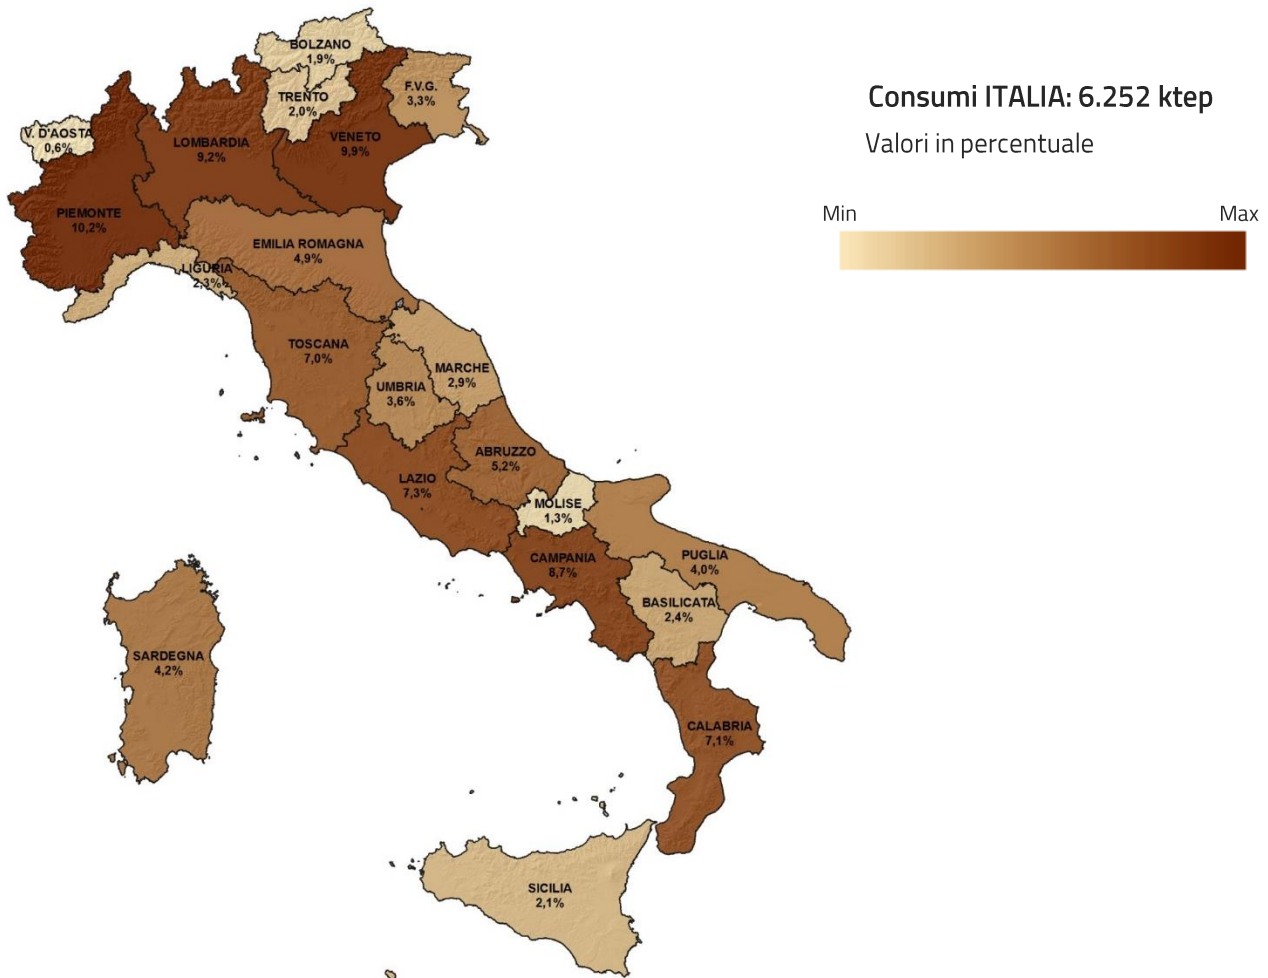 BOLZANO
1,9%
F.V.G.
3,3%
TRENTO
2,0%
V. D'AOSTA
0,6%
LOMBARDIA
9,2%
VENETO
9,9%
PIEMONTE
10,2%
EMILIA ROMAGNA
4,9%
LIGURIA
2,3%
TOSCANA
7,0%
MARCHE
2,9%
UMBRIA
3,6%
ABRUZZO
5,2%
LAZIO
7,3%
MOLISE
1,3%
CAMPANIA
8,7%
PUGLIA
4,0%
BASILICATA
2,4%
SARDEGNA
4,2%
CALABRIA
7,1%
SICILIA
2,1%
Consumi ITALIA: 6.252 ktep
Valori in percentuale
Min Max